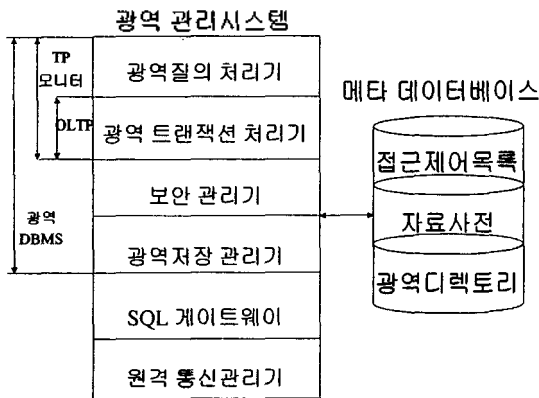 광역 관리시스템
TP
모니터
OLTP
광역
DBMS
광역질의 처리기
광역 트랜잭션 처리기
보안 관리기
광역저장 관리기
SQL 게이트웨이
원격 통신관리기
메타 데이터베이스
접근제어목록
자료사전
광역디렉토리